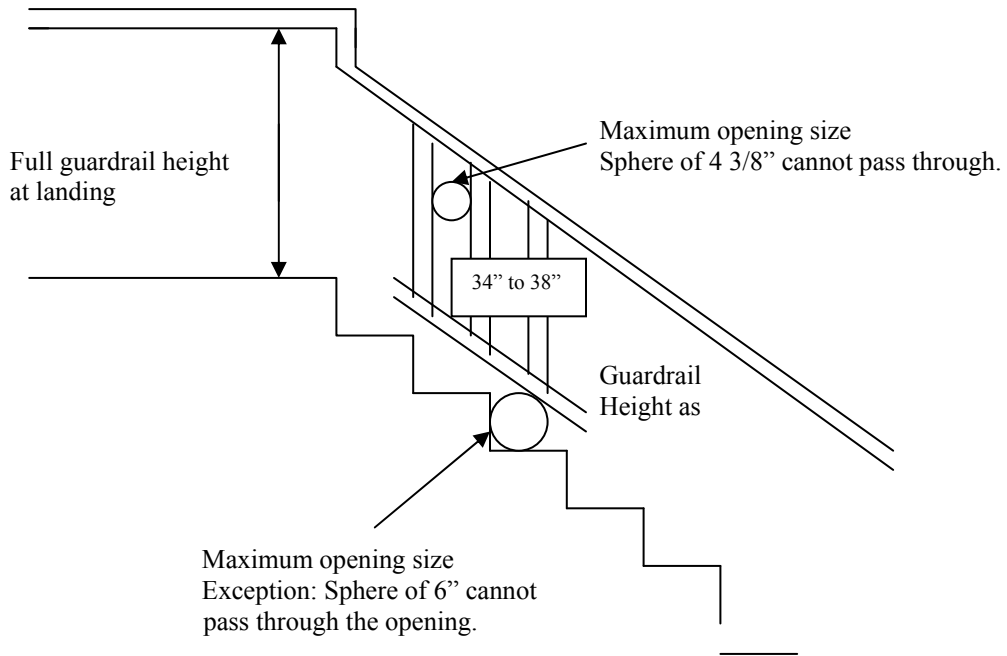 Maximum opening size
Sphere of 4 3/8” cannot pass through.
Full guardrail height
at landing
34” to 38”
Guardrail
Height as
Maximum opening size
Exception: Sphere of 6” cannot
pass through the opening.